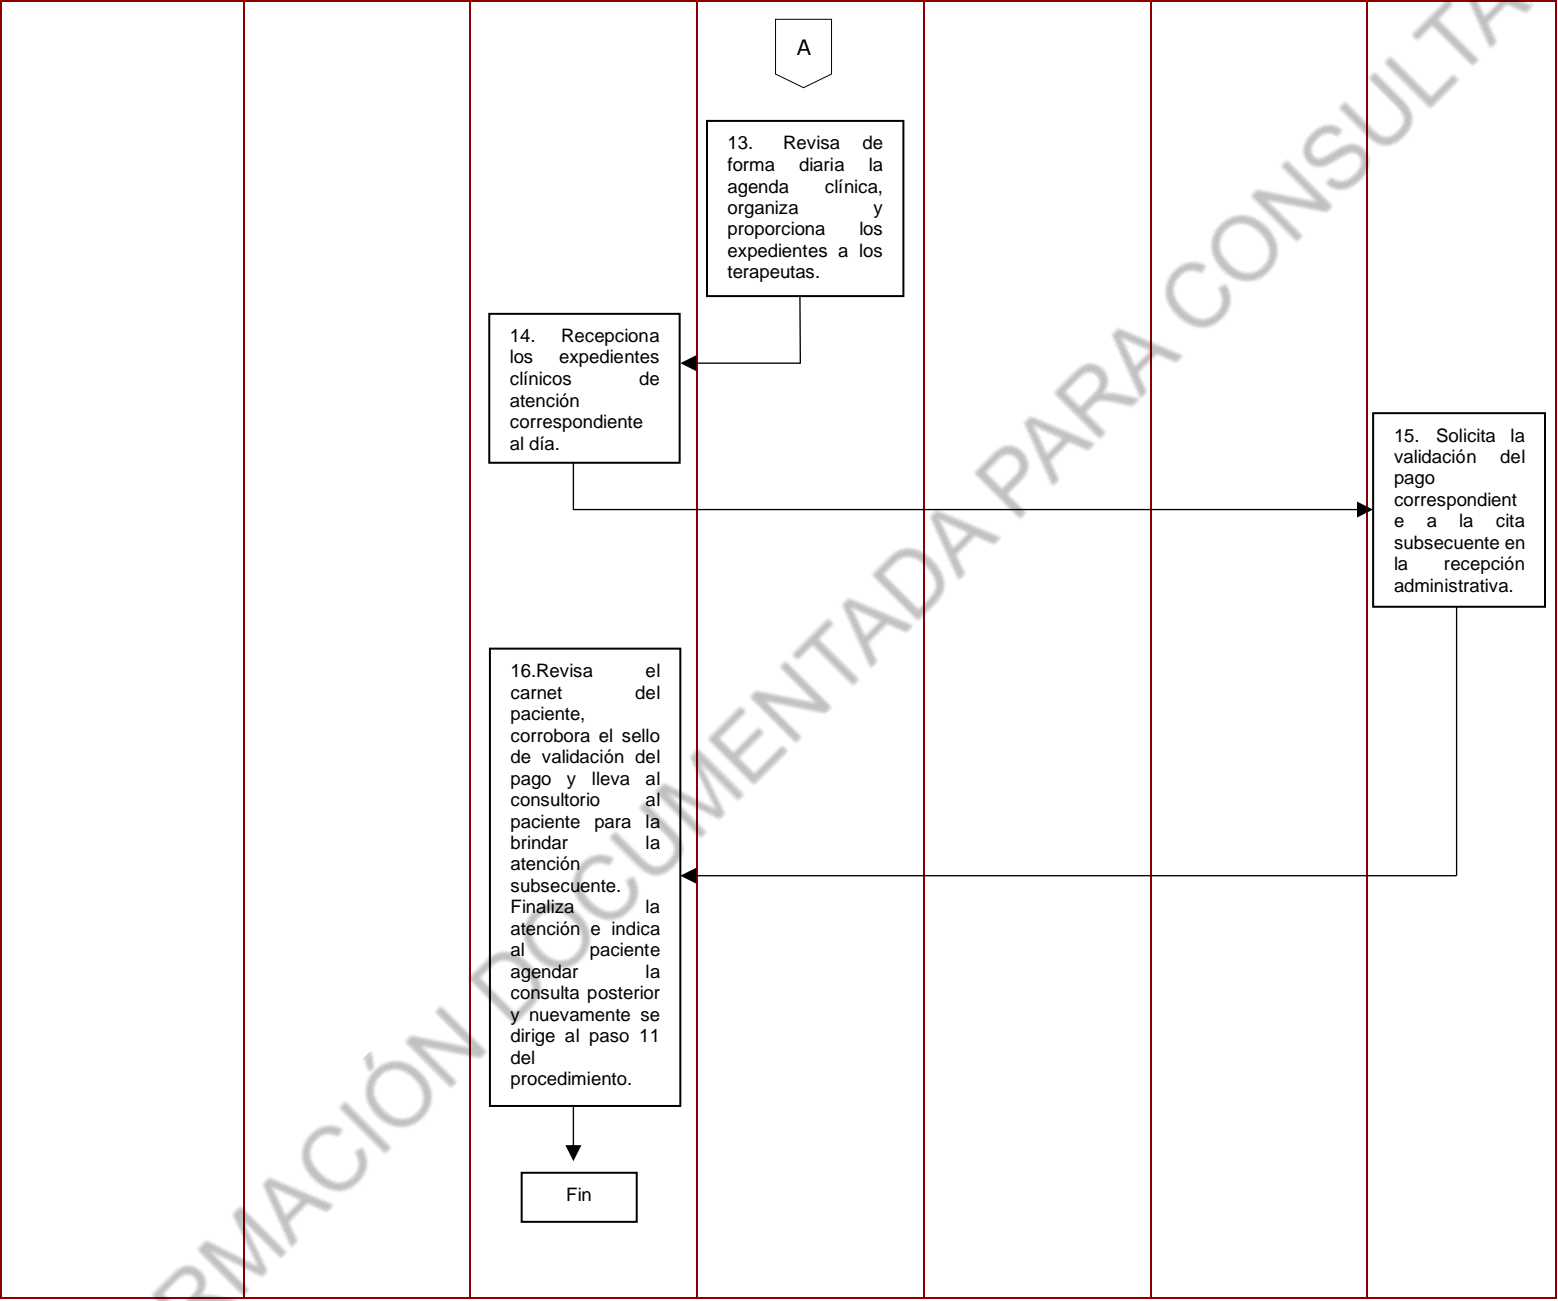 A
13. Revisa de
forma diaria la
agenda clínica,
organiza y
proporciona los
expedientes a los
terapeutas.
14. Recepciona
los expedientes
clínicos de
atención
correspondiente
al día.
15. Solicita la
validación del
pago
correspondient
e a la cita
subsecuente en
la recepción
administrativa.
16.Revisa el
carnet del
paciente,
corrobora el sello
de validación del
pago y lleva al
consultorio al
paciente para la
brindar la
atención
subsecuente.
Finaliza la
atención e indica
al paciente
agendar la
consulta posterior
y nuevamente se
dirige al paso 11
del
procedimiento.
Fin
RMACIÓN DOCUMENTADA PARA CONSULTA